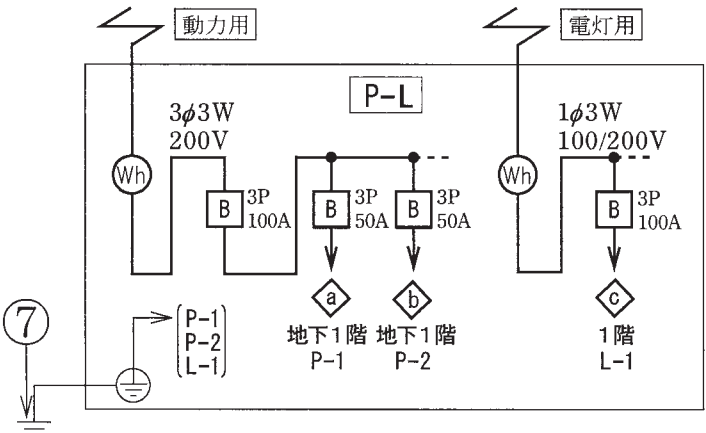 動力用
電灯用
P-L
3φ3W
200V
1φ3W
100/200V
Wh
Wh
B
3P
100A
B
3P
50A
B
3P
50A
B
3P
100A
a
b
c
地下1階
P-1
地下1階
P-2
1階
L-1
7
P-1
P-2
L-1